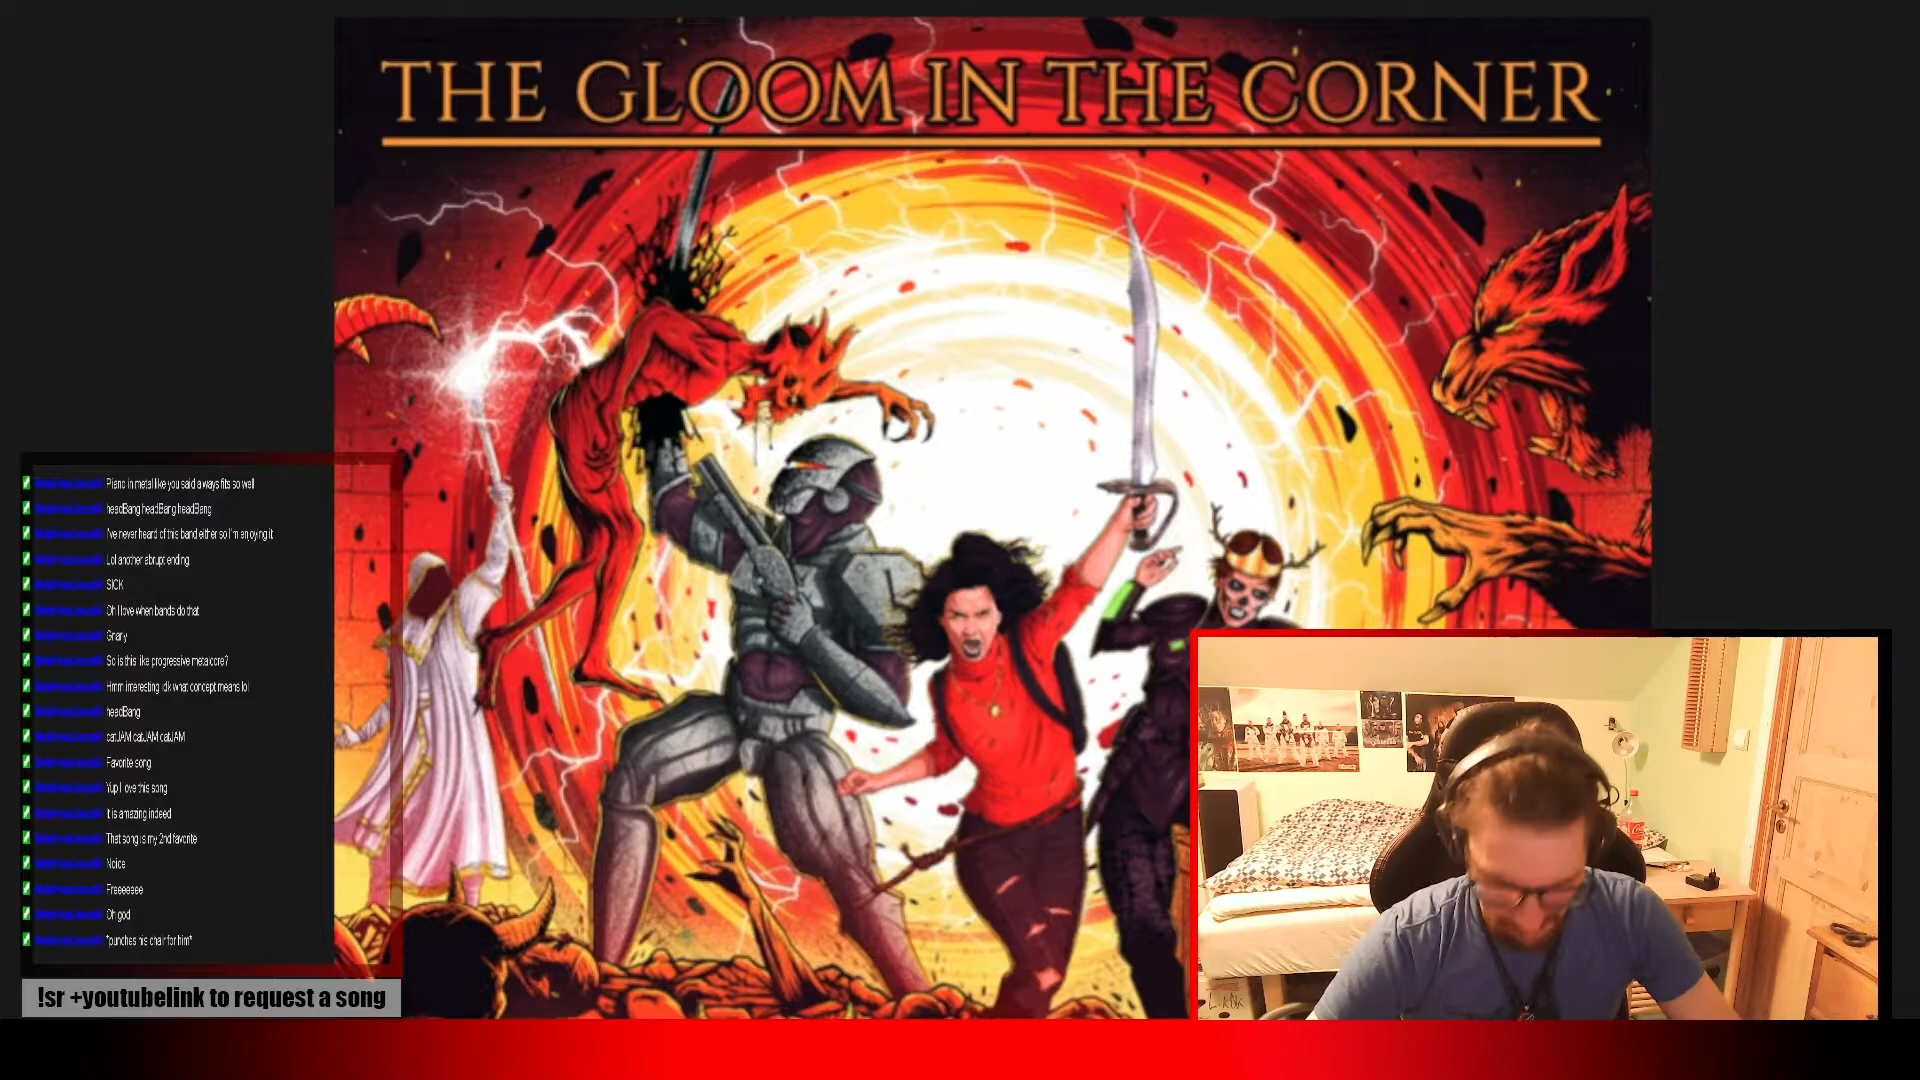 THE GLOOM IN THE CORNER
Piano in metal like you said always fits so well
headBang headBang headBang
I've never heard of this band either so I'm enjoying it
Lol another abrupt ending
SICK
Oh I love when bands do that
Gnarly
So is this like progressive metalcore?
Hmm interesting idk what concept means lol
headBang
catJAM catJAM catJAM
Favorite song
Yup I love this song
It is amazing indeed
That song is my 2nd favorite
Noice
Freeeeeee
Oh god
*punches his chair for him*
!sr +youtubelink to request a song